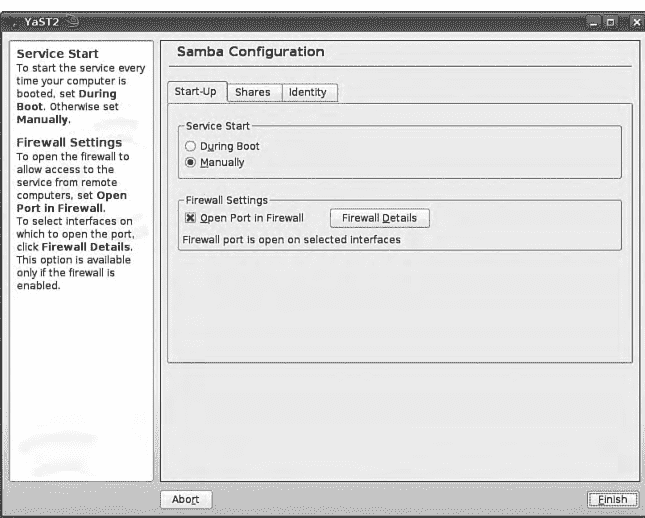 YaST2
Service Start
To start the service every
time your computer is
booted, set During
Boot. Otherwise set
Manually.
Firewall Settings
To open the firewall to
allow access to the
service from remote
computers, set Open
Port in Firewall.
To select interfaces on
which to open the port,
click Firewall Details.
This option is available
only if the firewall is
enabled.
Samba Configuration
Start-Up Shares Identity
Service Start
During Boot
Manually
Firewall Settings
Open Port in Firewall Firewall Details
Firewall port is open on selected interfaces
Abort Finish